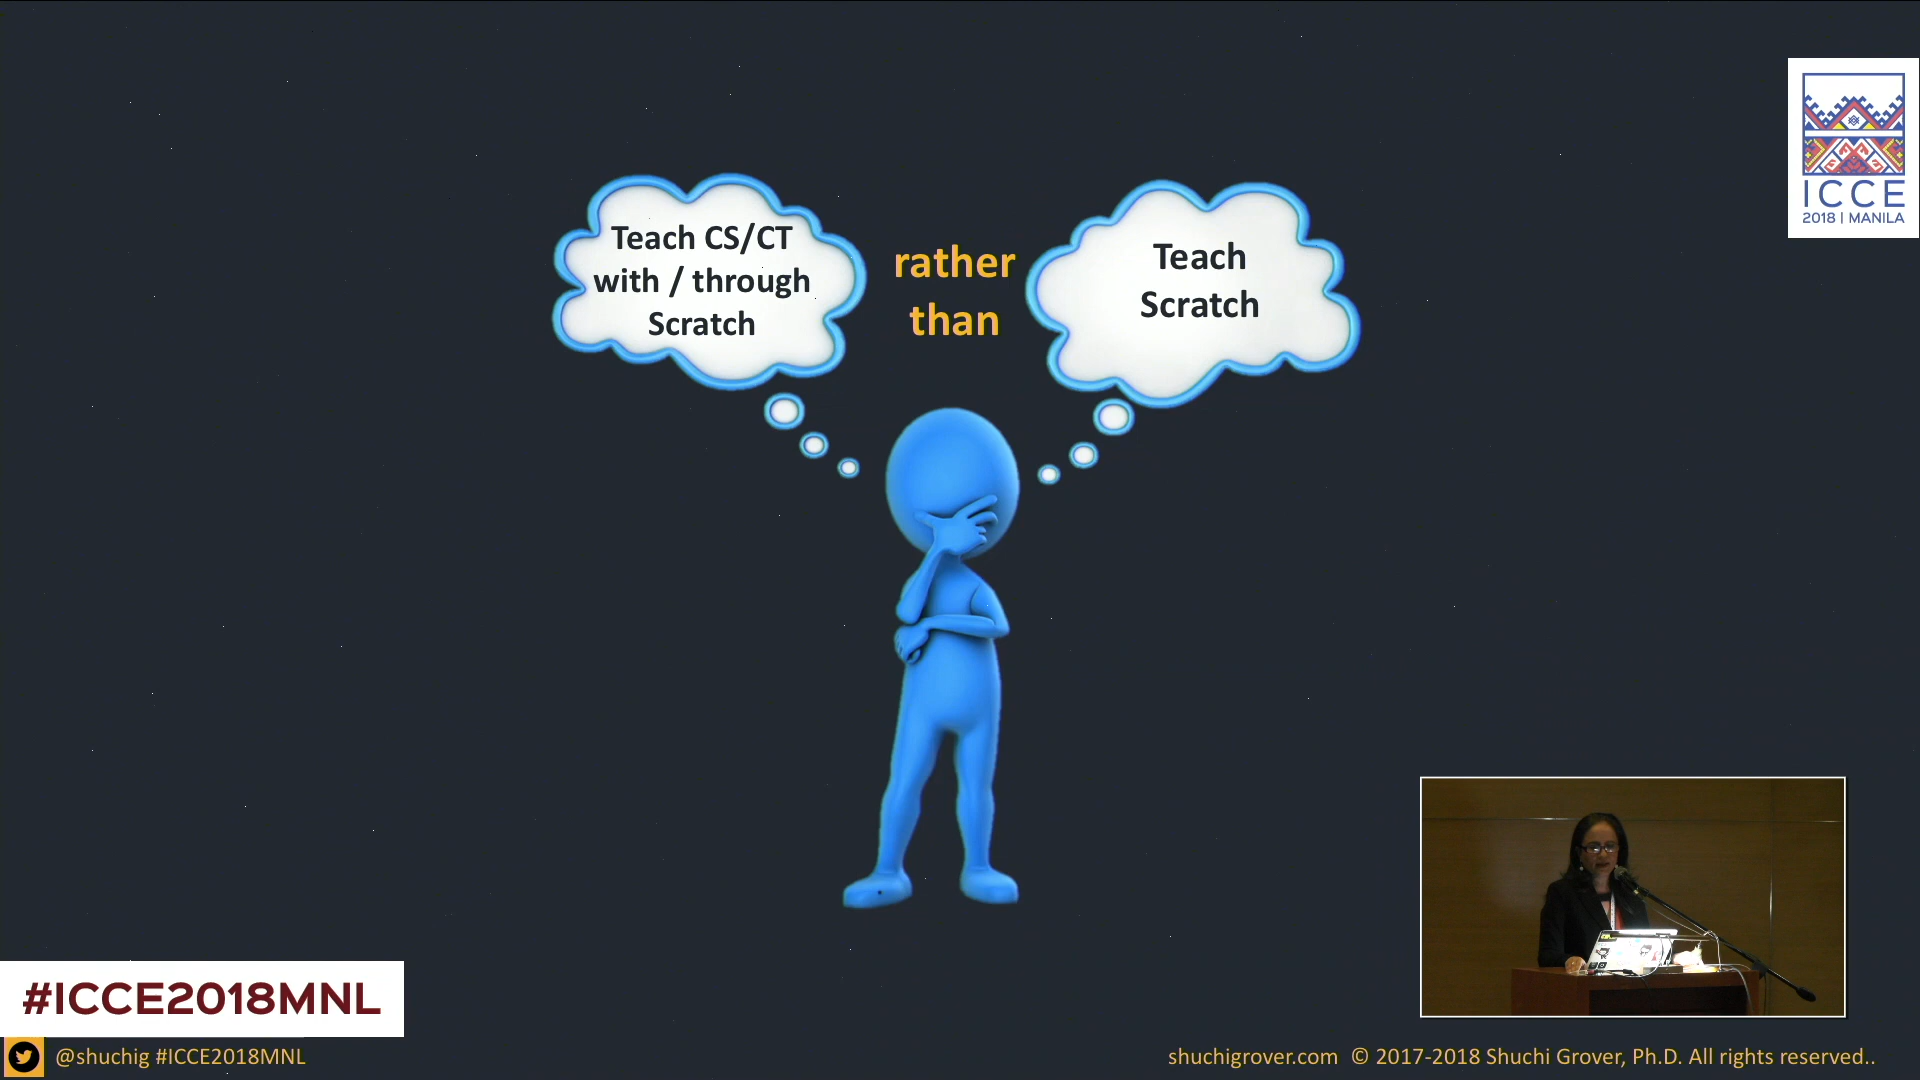 Teach CS/CT
with / through
Scratch
rather
than
Teach
Scratch
ICCE
2018 | MANILA
#ICCE2018MNL
@shuchig #ICCE2018MNL
shuchigrover.com © 2017-2018 Shuchi Grover, Ph.D. All rights reserved..